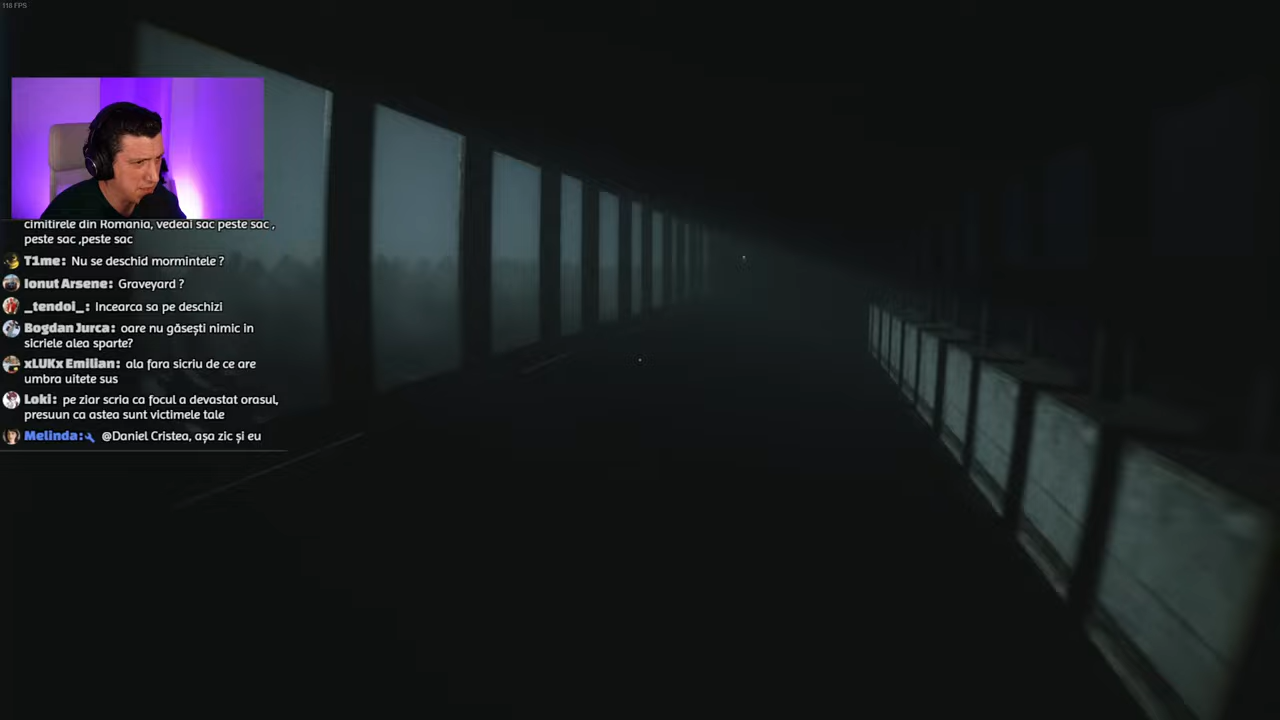 118 FPS
cimitirele din Romania, vedeai sac peste sac ,
peste sac ,peste sac
T1me: Nu se deschid mormintele ?
Ionut Arsene: Graveyard ?
_tendoi_: Incearca sa pe deschizi
Bogdan Jurca: oare nu găsești nimic in
sicriele alea sparte?
xLUKx Emilian: ala fara sicriu de ce are
umbra uitete sus
Loki: pe ziar scria ca focul a devastat orasul,
presuun ca astea sunt victimele tale
Melinda: @Daniel Cristea, așa zic și eu